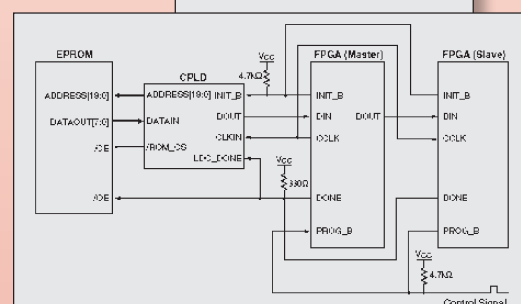 EPROM
ADDRESS[19:0]
DATAOUT[7:0]
/CE
/OE
CPLD
ADDRESS[19:0] INIT_B
DOUT
DATAIN
CLKIN
/ROM_CS
LDC_DONE
Vcc
4.7kΩ
Vcc
330Ω
FPGA (Master)
INIT_B
DIN DOUT
CCLK
DONE
PROG_B
FPGA (Slave)
INIT_B
DIN
CCLK
DONE
PROG_B
Vcc
4.7kΩ
Control Signal